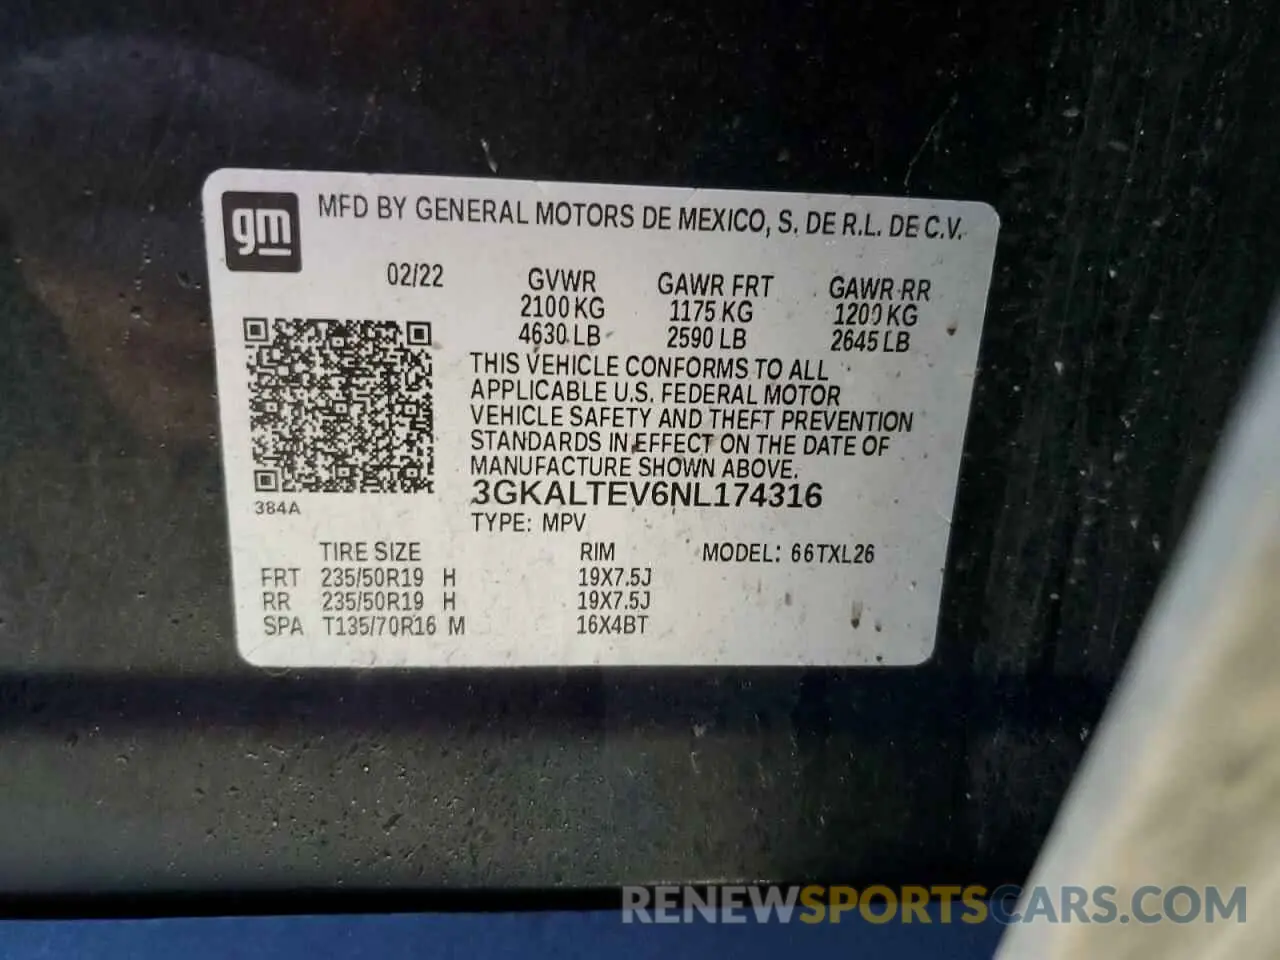 gm
MFD BY GENERAL MOTORS DE MEXICO, S. DE R.L. DE C.V.
02/22 GVWR GAWR FRT GAWR RR
2100 KG 1175 KG 1200 KG
4630 LB 2590 LB 2645 LB
THIS VEHICLE CONFORMS TO ALL
APPLICABLE U.S. FEDERAL MOTOR
VEHICLE SAFETY AND THEFT PREVENTION
STANDARDS IN EFFECT ON THE DATE OF
MANUFACTURE SHOWN ABOVE.
3GKALTEV6NL174316
384A
TYPE: MPV
TIRE SIZE RIM MODEL: 66TXL26
FRT 235/50R19 H 19X7.5J
RR 235/50R19 H 19X7.5J
SPA T135/70R16 M 16X4BT
RENEWSPORTSCARS.COM